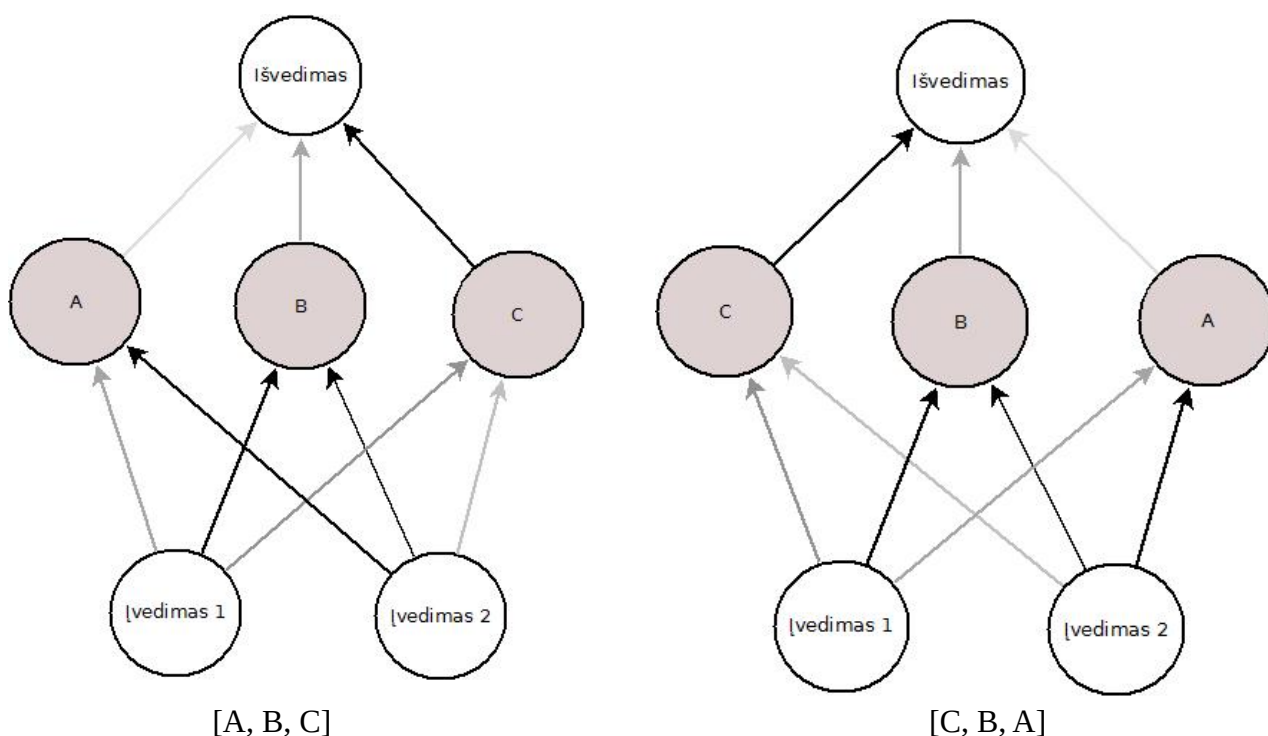 Išvedimas
A
B
C
Įvedimas 1
Įvedimas 2
[A, B, C]
Išvedimas
C
B
A
Įvedimas 1
Įvedimas 2
[C, B, A]